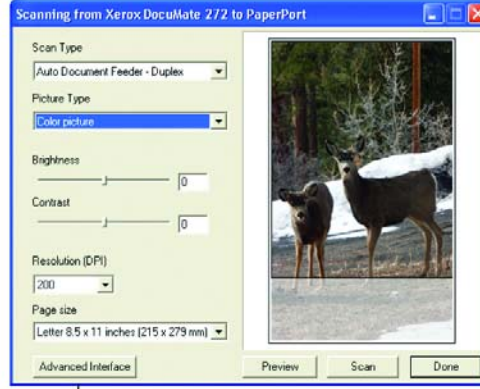 Scanning from Xerox DocuMate 272 to PaperPort
Scan Type
Auto Document Feeder - Duplex
Picture Type
Color picture
Brightness
0
Contrast
0
Resolution (DPI)
200
Page size
Letter 8.5 x 11 inches (215 x 279 mm)
Advanced Interface
Preview
Scan
Done